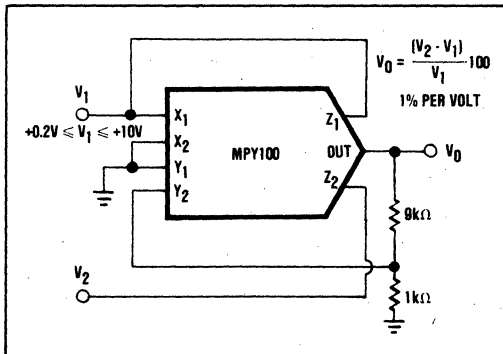 V₀ = (V₂ - V₁) / V₁ 100
1% PER VOLT
V₁
+0.2V ≤ V₁ ≤ +10V
X₁
X₂
Y₁
Y₂
MPY100
Z₁
OUT
Z₂
V₀
9kΩ
1kΩ
V₂